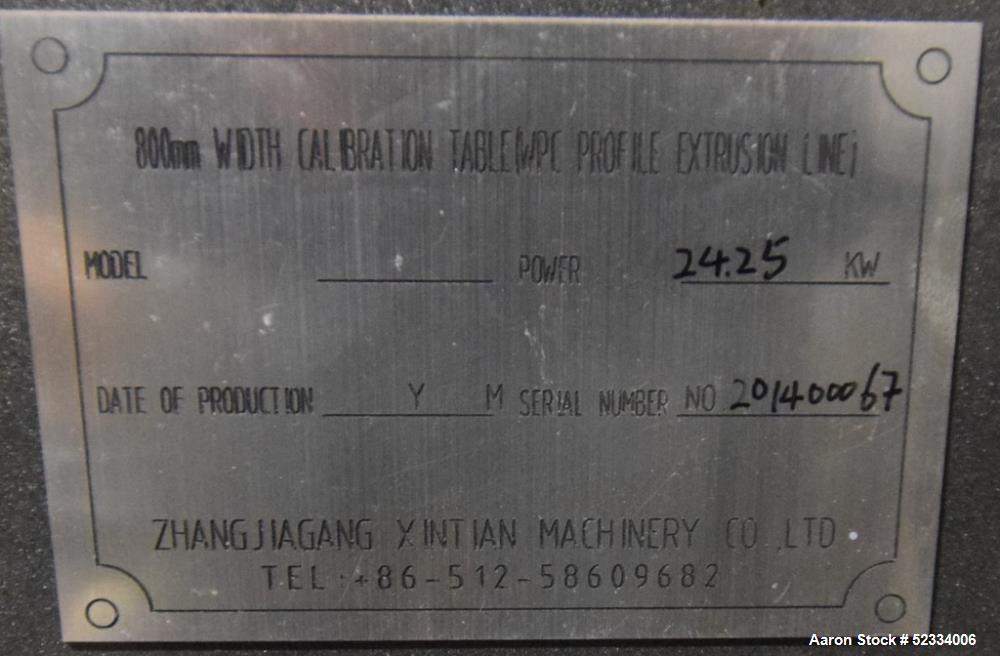 800mm WIDTH CALIBRATION TABLE(WPC PROFILE EXTRUSION LINE)
MODEL POWER 24.25 KW
DATE OF PRODUCTION Y M SERIAL NUMBER NO 201400067
ZHANGJIAGANG XINTIAN MACHINERY CO.,LTD
TEL:+86-512-58609682
Aaron Stock # 52334006